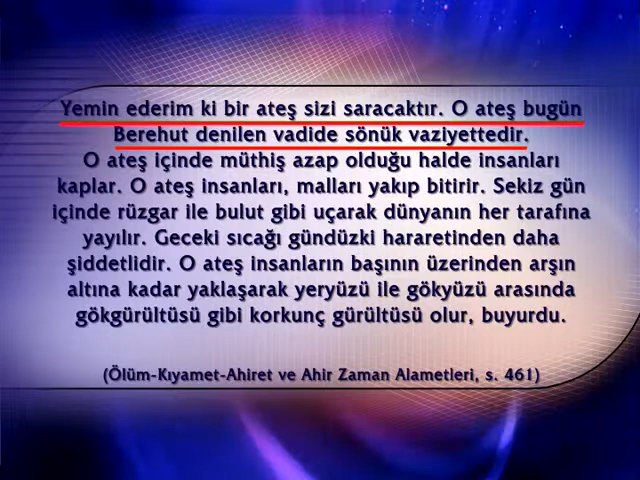 Yemin ederim ki bir ateş sizi saracaktır. O ateş bugün
Berehut denilen vadide sönük vaziyettedir.
O ateş içinde müthiş azap olduğu halde insanları
kaplar. O ateş insanları, malları yakıp bitirir. Sekiz gün
içinde rüzgar ile bulut gibi uçarak dünyanın her tarafına
yayılır. Geceki sıcağı gündüzki hararetinden daha
şiddetlidir. O ateş insanların başının üzerinden arşın
altına kadar yaklaşarak yeryüzü ile gökyüzü arasında
gökgürültüsü gibi korkunç gürültüsü olur, buyurdu.
(Ölüm-Kıyamet-Ahiret ve Ahir Zaman Alametleri, s. 461)